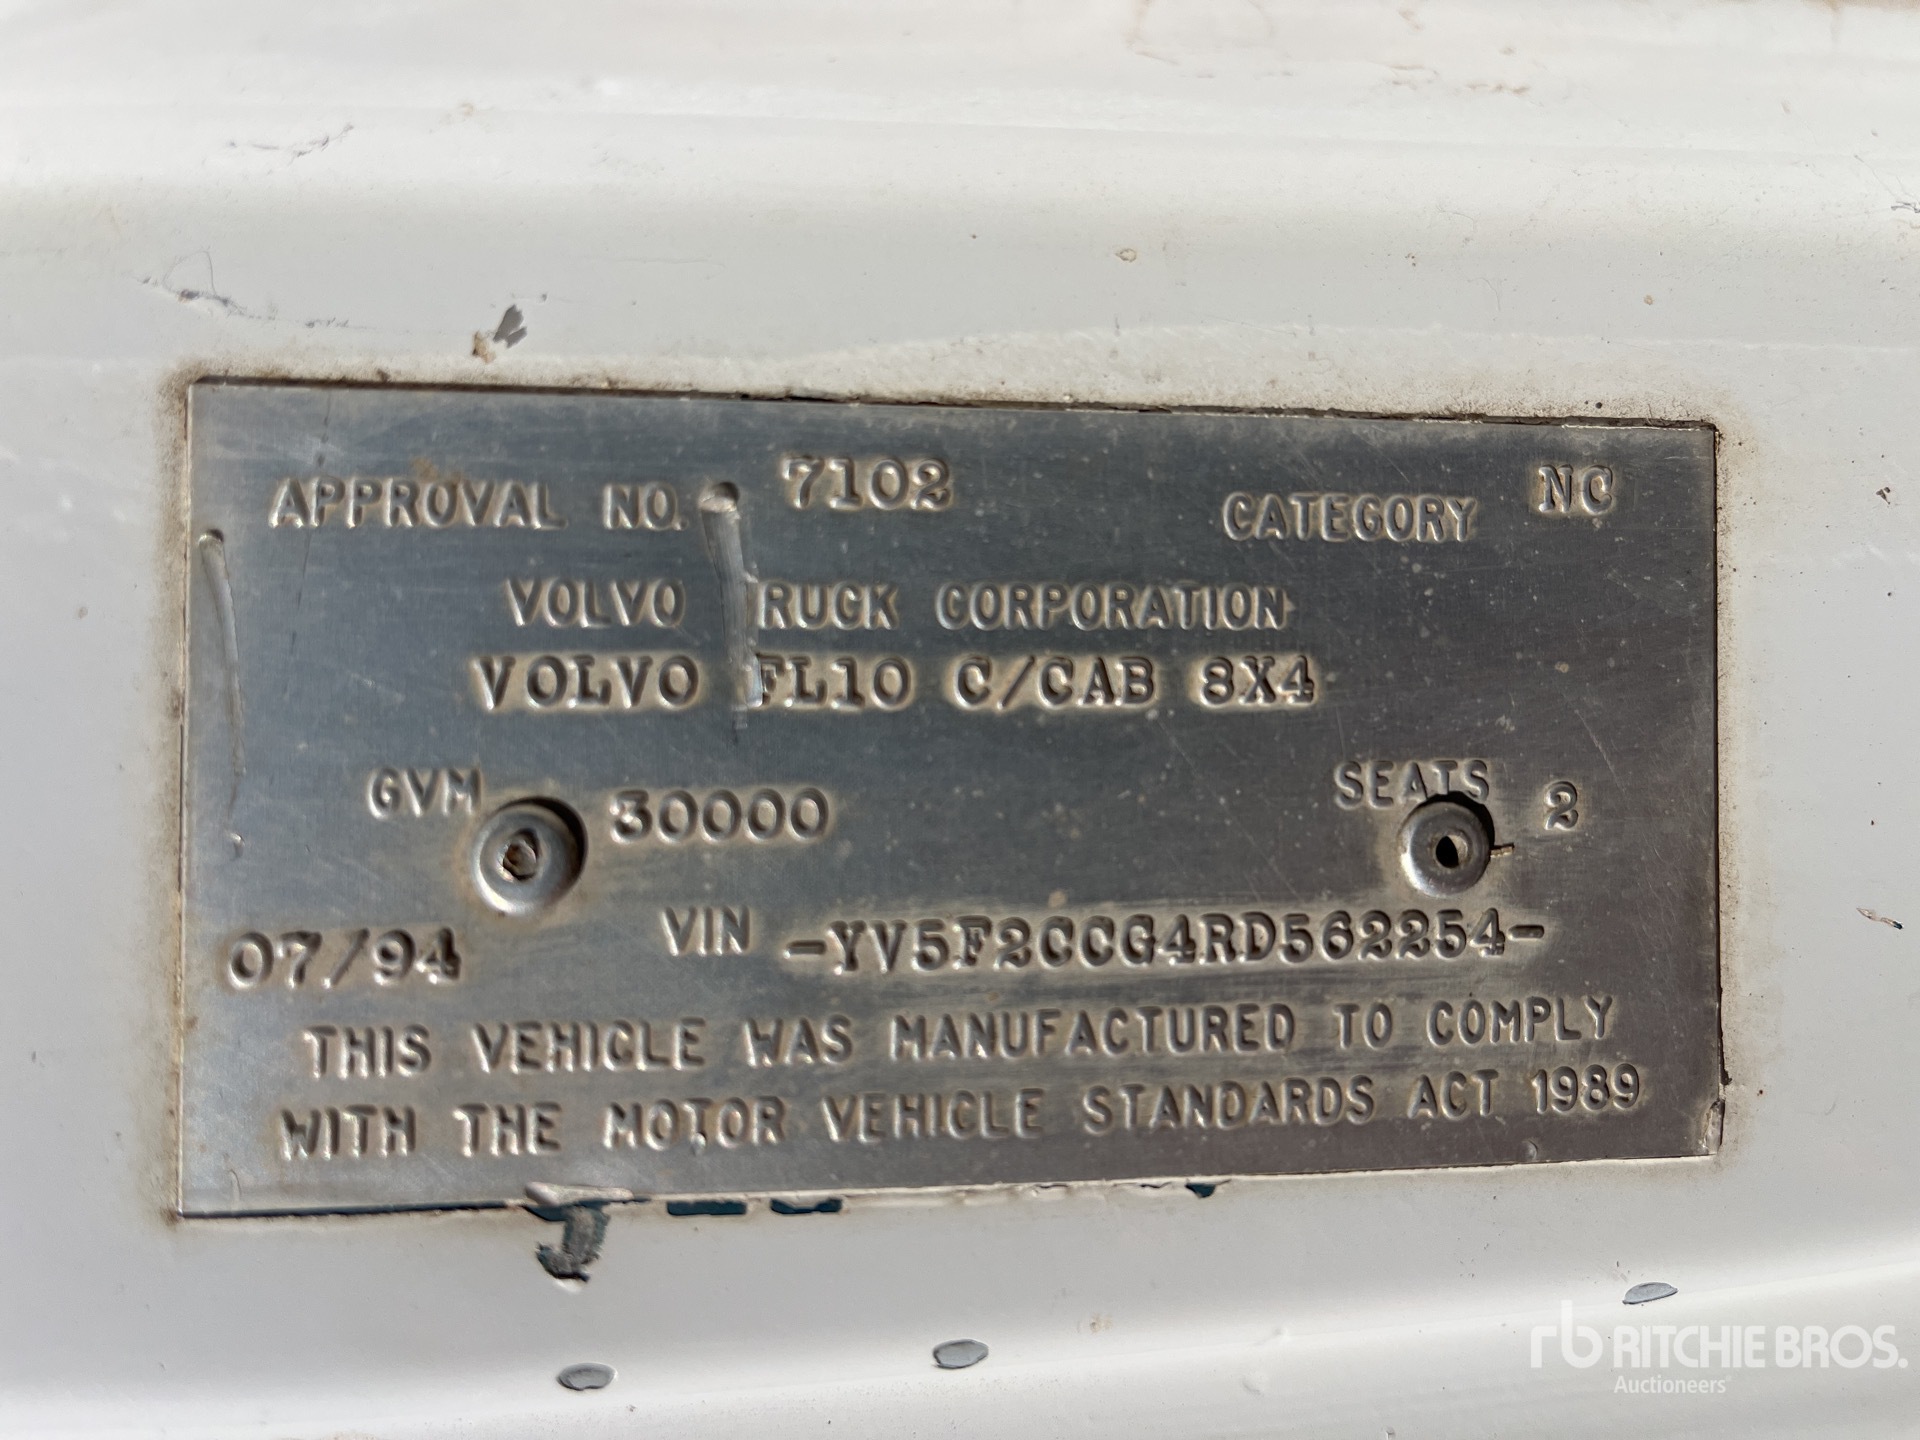 APPROVAL NO. 7102 CATEGORY NC
VOLVO TRUCK CORPORATION
VOLVO FL10 C/CAB 8X4
GVM 30000 SEATS 2
07/94 VIN -YV5F2CCG4RD562254-
THIS VEHICLE WAS MANUFACTURED TO COMPLY
WITH THE MOTOR VEHICLE STANDARDS ACT 1989
rb RITCHIE BROS.
Auctioneers